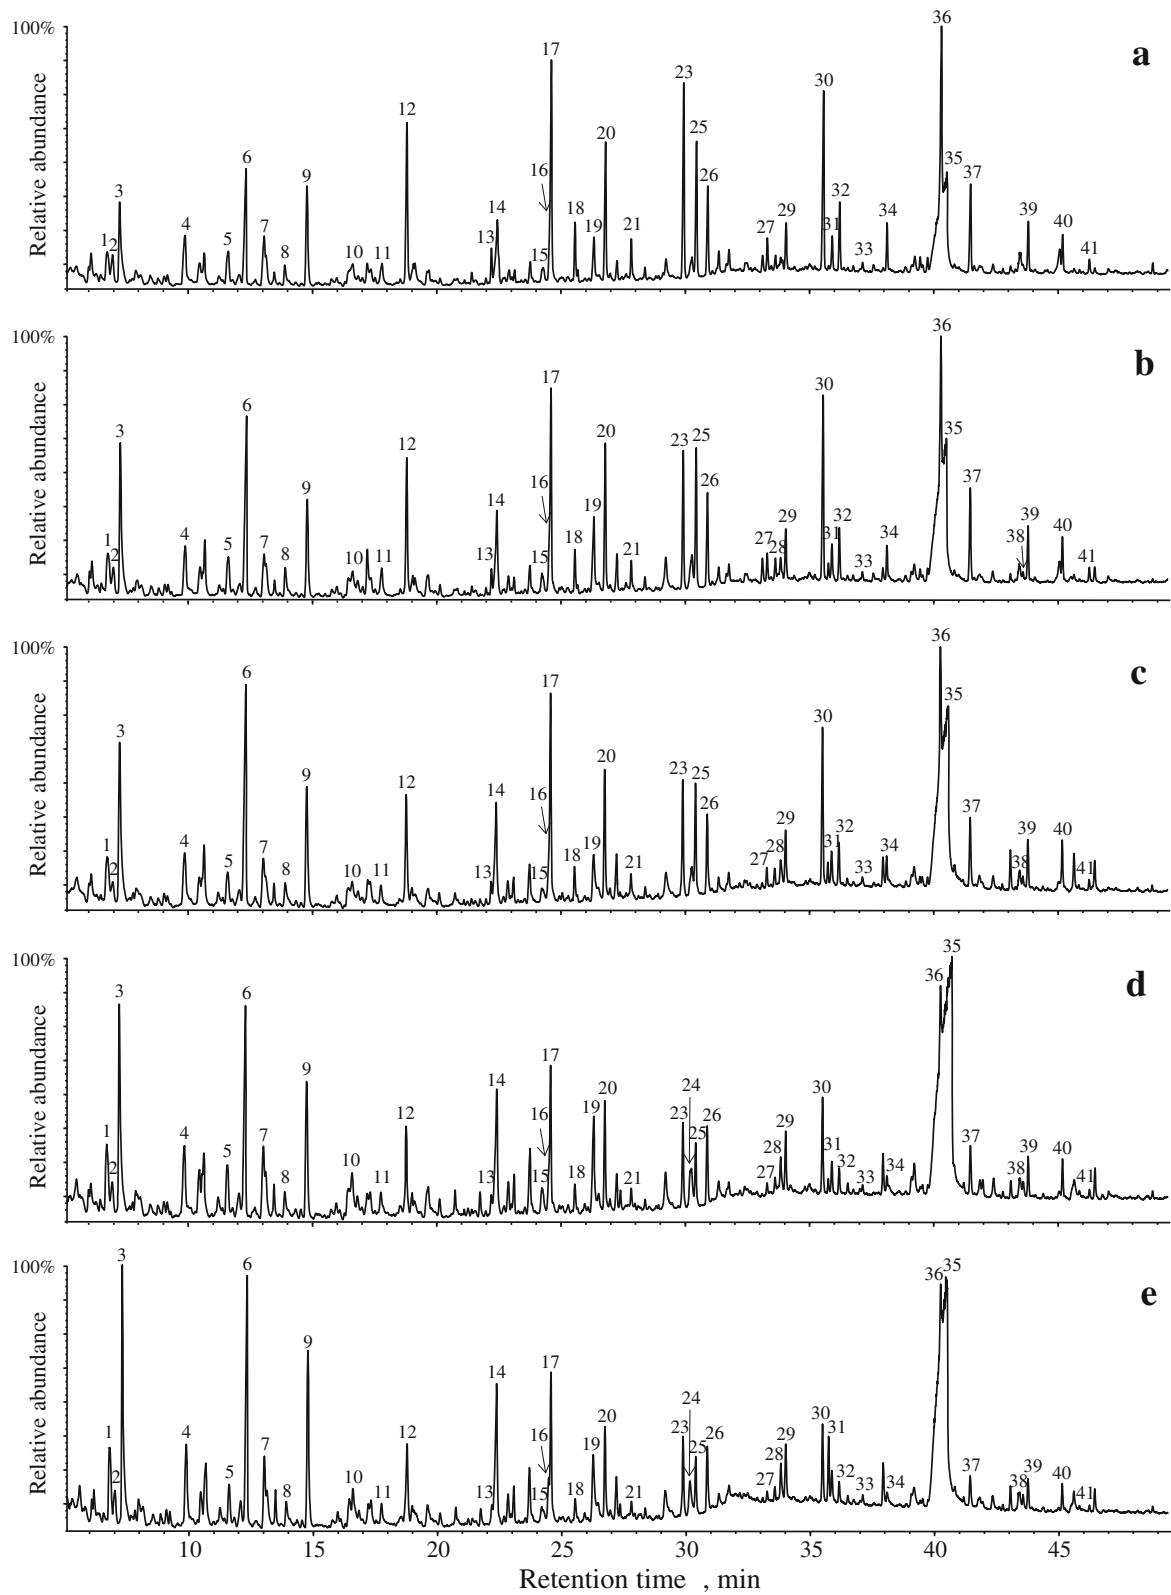 100%
Relative abundance
a
1 2 3 4 5 6 7 8 9 10 11 12 13 14 15 16 17 18 19 20 21 23 25 26 27 29 30 31 32 33 34 36 35 37 39 40 41
100%
Relative abundance
b
1 2 3 4 5 6 7 8 9 10 11 12 13 14 15 16 17 18 19 20 21 23 25 26 27 28 29 30 31 32 33 34 36 35 37 38 39 40 41
100%
Relative abundance
c
1 2 3 4 5 6 7 8 9 10 11 12 13 14 15 16 17 18 19 20 21 23 25 26 27 28 29 30 31 32 33 34 36 35 37 38 39 40 41
100%
Relative abundance
d
1 2 3 4 5 6 7 8 9 10 11 12 13 14 15 16 17 18 19 20 21 23 24 25 26 27 28 29 30 31 32 33 34 36 35 37 38 39 40 41
100%
Relative abundance
e
1 2 3 4 5 6 7 8 9 10 11 12 13 14 15 16 17 18 19 20 21 23 24 25 26 27 28 29 30 31 32 33 34 36 35 37 38 39 40 41
10 15 20 25 30 35 40 45
Retention time , min